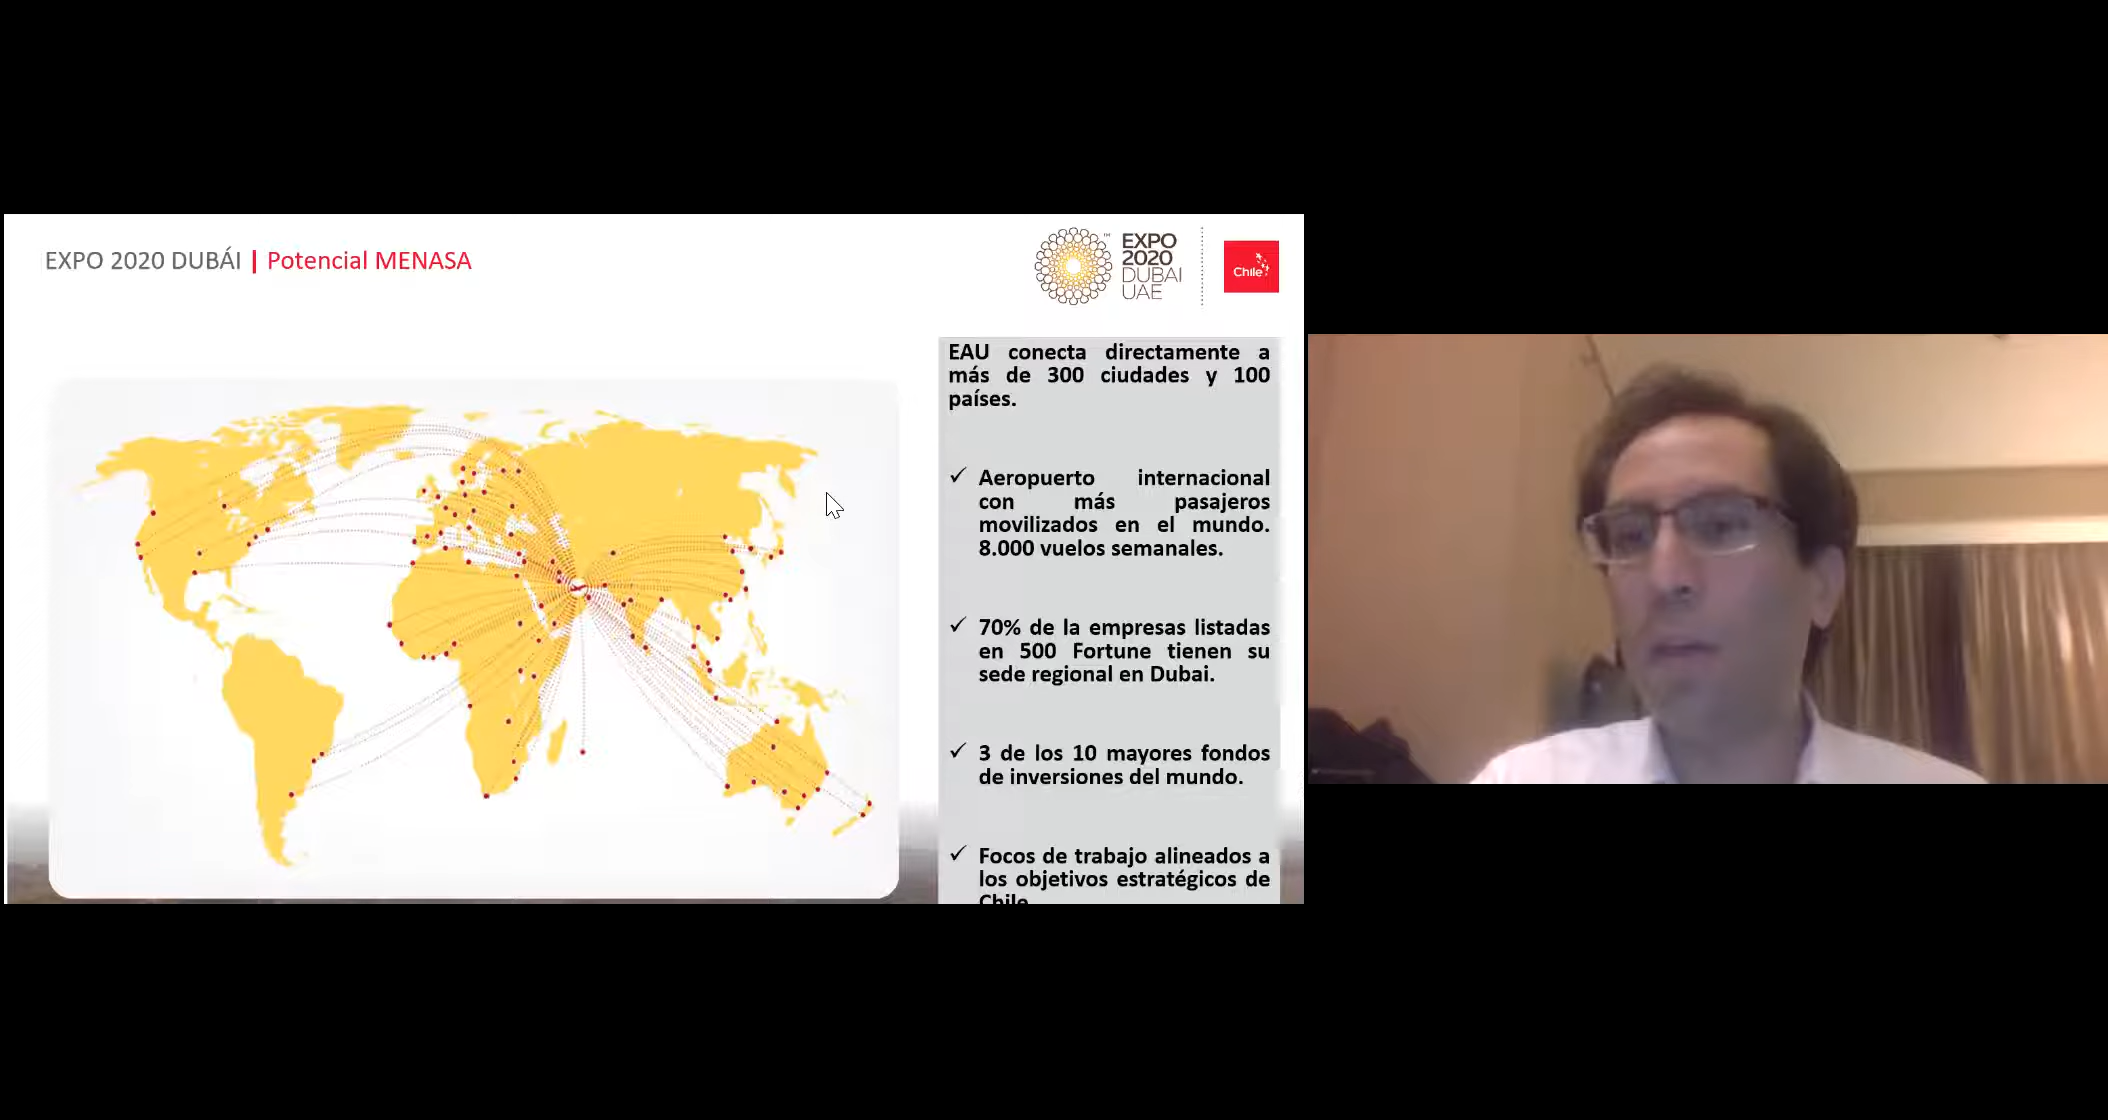 EXPO 2020 DUBÁI | Potencial MENASA
EXPO
2020
DUBAI
UAE
™
Chile
EAU conecta directamente a
más de 300 ciudades y 100
países.
✓ Aeropuerto internacional
con más pasajeros
movilizados en el mundo.
8.000 vuelos semanales.
✓ 70% de la empresas listadas
en 500 Fortune tienen su
sede regional en Dubai.
✓ 3 de los 10 mayores fondos
de inversiones del mundo.
✓ Focos de trabajo alineados a
los objetivos estratégicos de
Chile